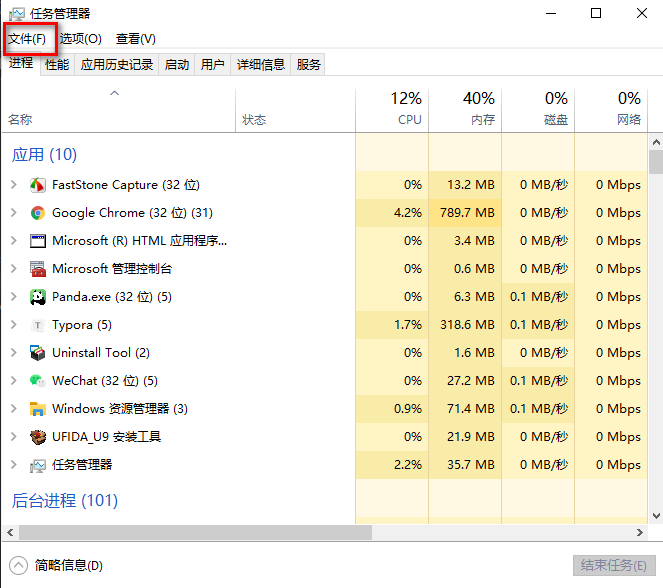 任务管理器
文件(F) 选项(O) 查看(V)
进程 性能 应用历史记录 启动 用户 详细信息 服务
12% 40% 0% 0%
名称 状态 CPU 内存 磁盘 网络
应用 (10)
FastStone Capture (32 位) 0% 13.2 MB 0 MB/秒 0 Mbps
Google Chrome (32 位) (31) 4.2% 789.7 MB 0 MB/秒 0 Mbps
Microsoft (R) HTML 应用程序... 0% 3.4 MB 0 MB/秒 0 Mbps
Microsoft 管理控制台 0% 0.6 MB 0 MB/秒 0 Mbps
Panda.exe (32 位) (5) 0% 6.3 MB 0.1 MB/秒 0 Mbps
T Typora (5) 1.7% 318.6 MB 0.1 MB/秒 0 Mbps
Uninstall Tool (2) 0% 1.6 MB 0 MB/秒 0 Mbps
WeChat (32 位) (5) 0% 27.2 MB 0.1 MB/秒 0 Mbps
Windows 资源管理器 (3) 0.9% 71.4 MB 0.1 MB/秒 0 Mbps
UFIDA_U9 安装工具 0% 21.9 MB 0 MB/秒 0 Mbps
任务管理器 2.2% 35.7 MB 0 MB/秒 0 Mbps
后台进程 (101)
简略信息(D) 结束任务(E)